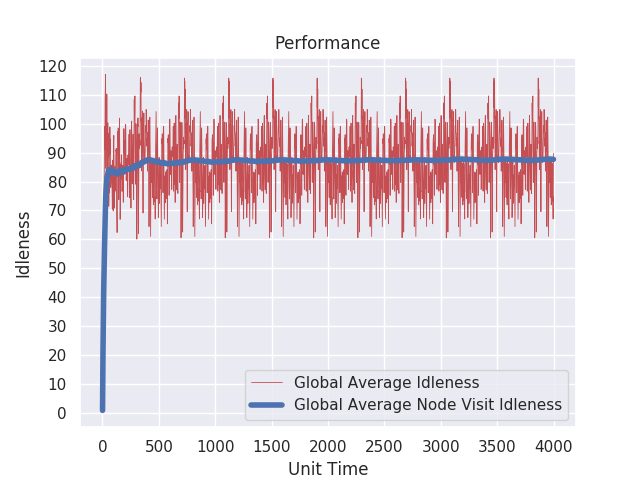 Performance
120
110
100
90
80
70
60
50
40
30
20
10
0
Idleness
Global Average Idleness
Global Average Node Visit Idleness
0 500 1000 1500 2000 2500 3000 3500 4000
Unit Time